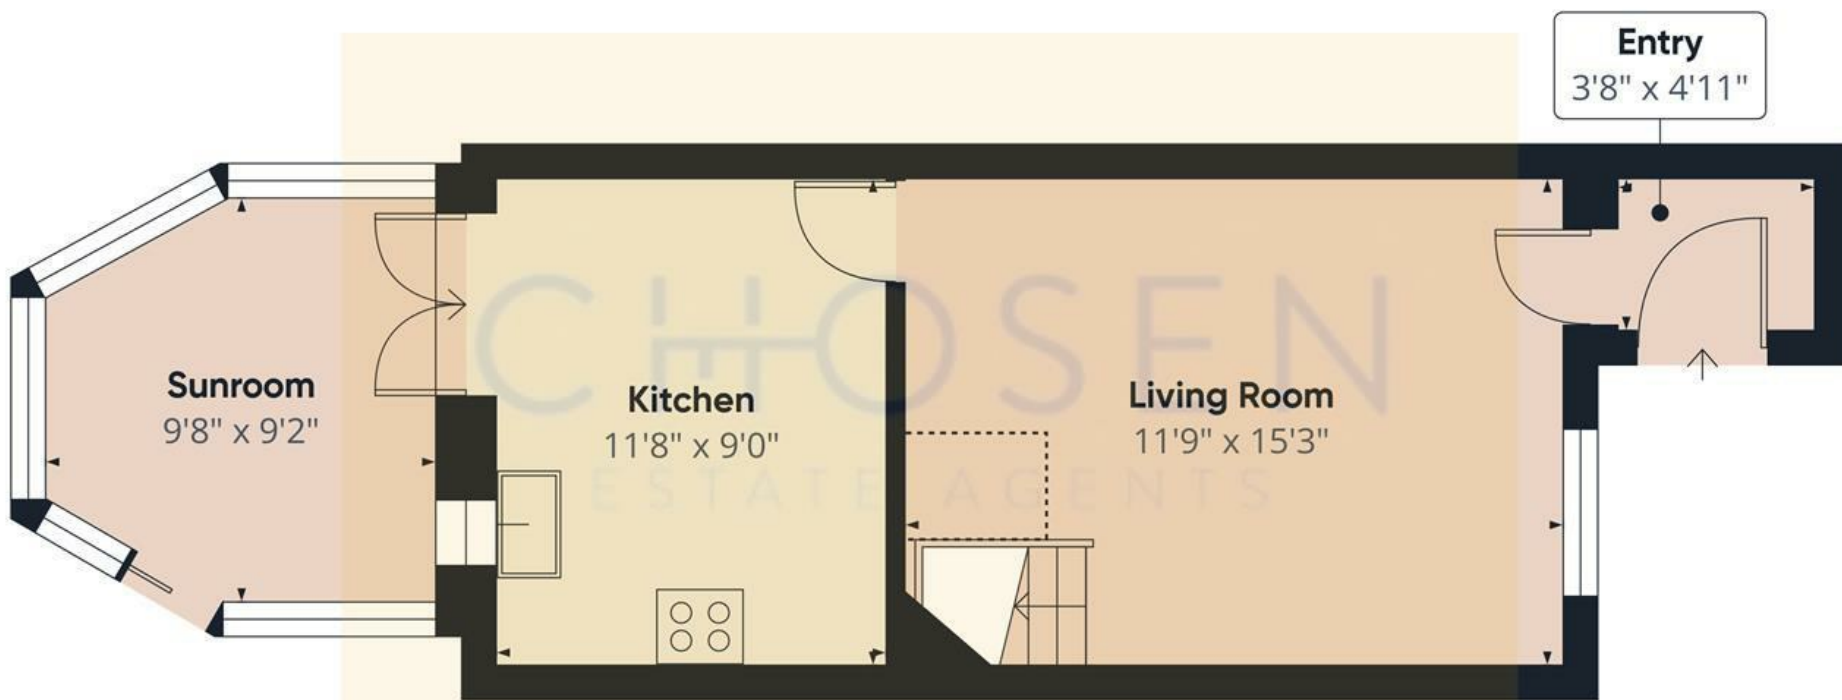 Entry
3'8" x 4'11"
CHOSEN
Sunroom
9'8" x 9'2"
Kitchen
11'8" x 9'0"
Living Room
11'9" x 15'3"
ESTATE AGENTS